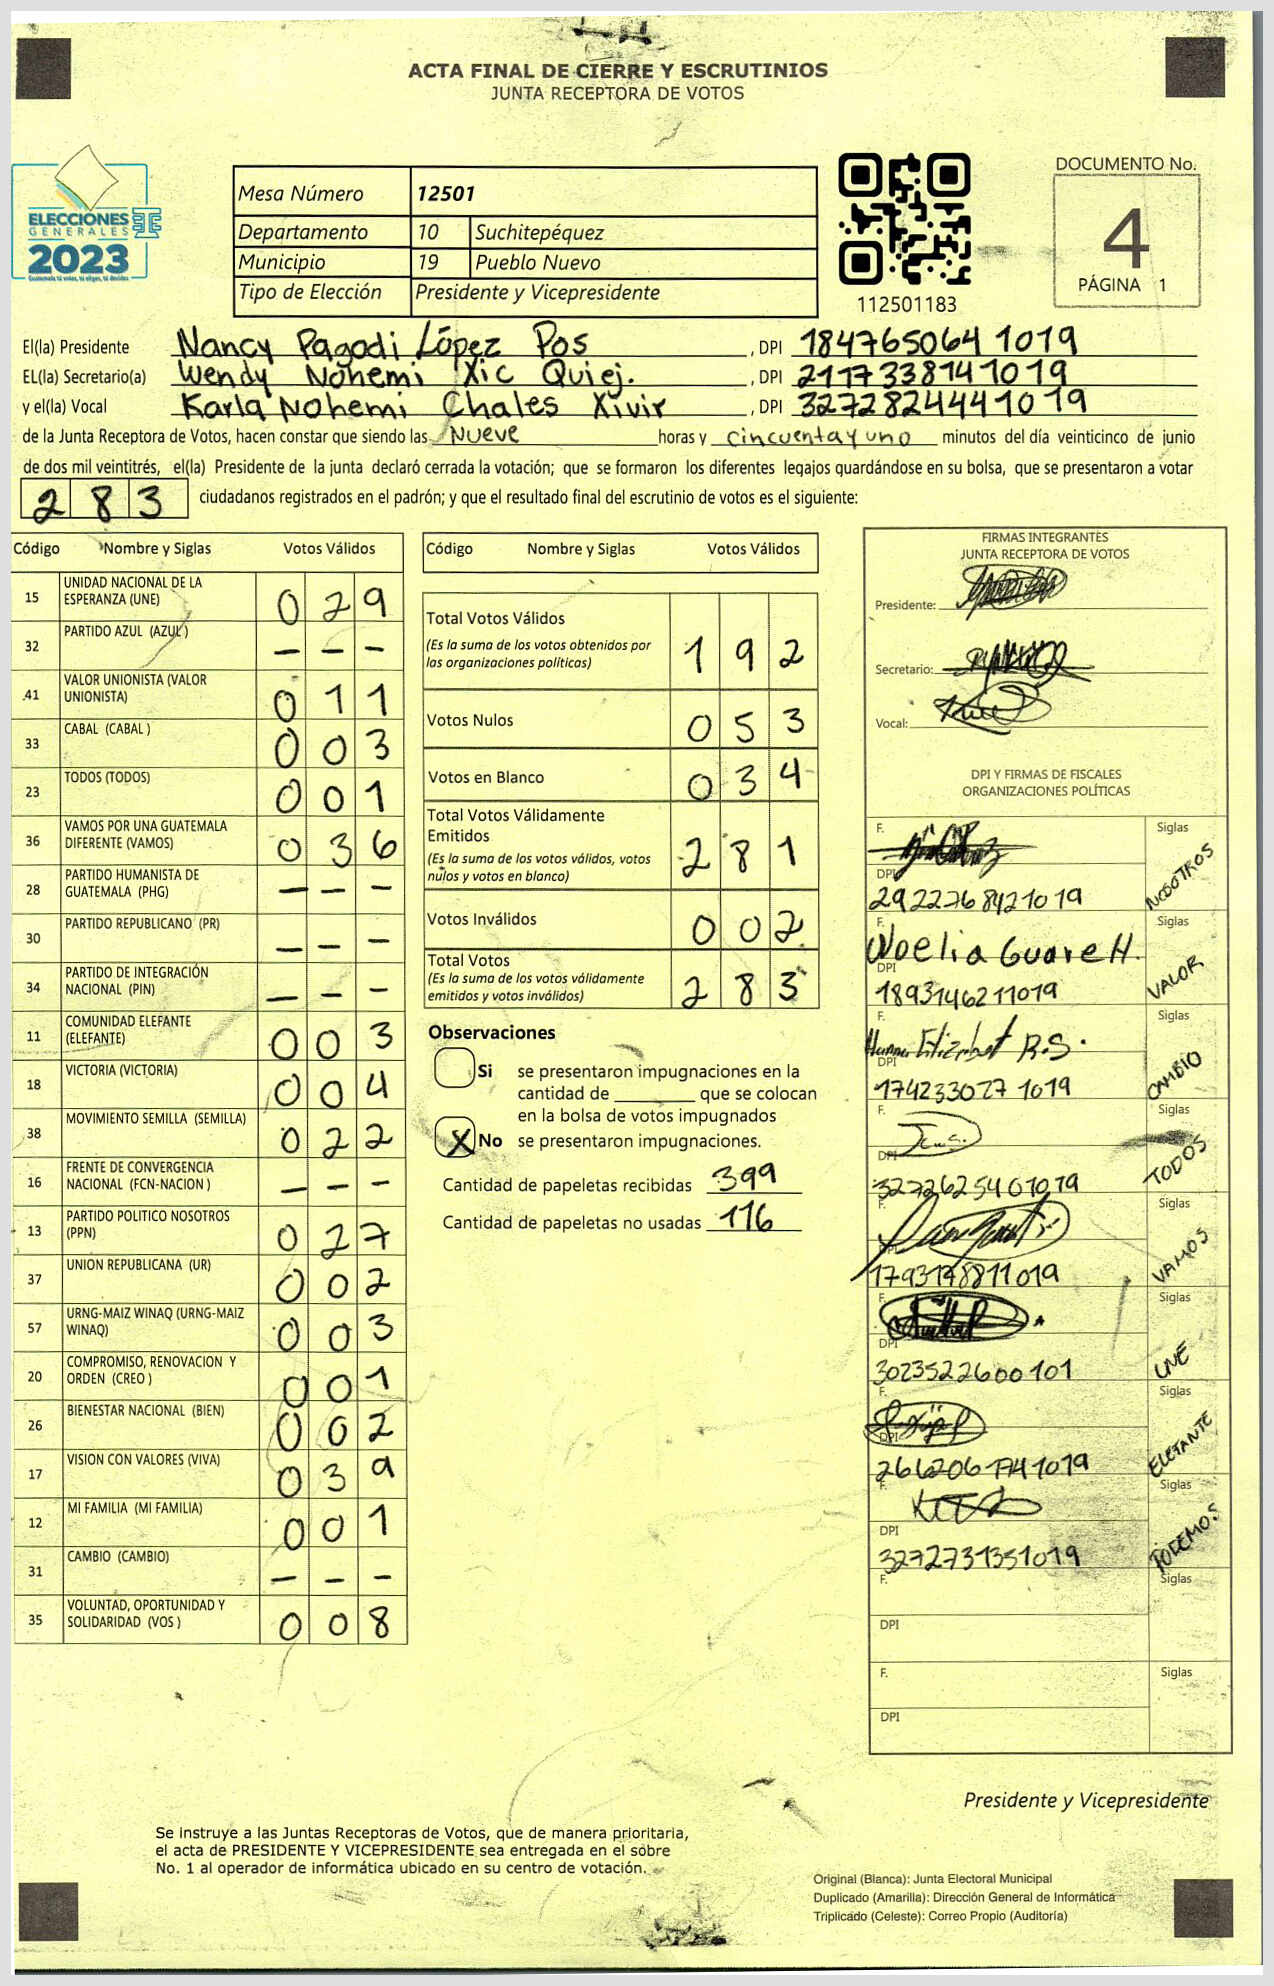 ACTA FINAL DE CIERRE Y ESCRUTINIOS
JUNTA RECEPTORA DE VOTOS
ELECCIONES
GENERALES
2023
Mesa Número 12501
Departamento 10 Suchitepéquez
Municipio 19 Pueblo Nuevo
Tipo de Elección Presidente y Vicepresidente
112501183
DOCUMENTO No.
4
PÁGINA 1
El(la) Presidente Nancy Pagodi López Pos , DPI 1847650641019
EL(la) Secretario(a) Wendy Nohemi Xic Quiej. , DPI 2117338141019
y el(la) Vocal Karla Nohemi Chales Xivir , DPI 3272824441019
de la Junta Receptora de Votos, hacen constar que siendo las Nueve horas y cincuenta y uno minutos del día veinticinco de junio
de dos mil veintitrés, el(la) Presidente de la junta declaró cerrada la votación; que se formaron los diferentes legajos guardándose en su bolsa, que se presentaron a votar
283 ciudadanos registrados en el padrón; y que el resultado final del escrutinio de votos es el siguiente:
Código Nombre y Siglas Votos Válidos
15 UNIDAD NACIONAL DE LA ESPERANZA (UNE) 0 2 9
32 PARTIDO AZUL (AZUL ) - - -
41 VALOR UNIONISTA (VALOR UNIONISTA) 0 1 1
33 CABAL (CABAL ) 0 0 3
23 TODOS (TODOS) 0 0 1
36 VAMOS POR UNA GUATEMALA DIFERENTE (VAMOS) 0 3 6
28 PARTIDO HUMANISTA DE GUATEMALA (PHG) - - -
30 PARTIDO REPUBLICANO (PR) - - -
34 PARTIDO DE INTEGRACIÓN NACIONAL (PIN) - - -
11 COMUNIDAD ELEFANTE (ELEFANTE) 0 0 3
18 VICTORIA (VICTORIA) 0 0 4
38 MOVIMIENTO SEMILLA (SEMILLA) 0 2 2
16 FRENTE DE CONVERGENCIA NACIONAL (FCN-NACION ) - - -
13 PARTIDO POLITICO NOSOTROS (PPN) 0 2 7
37 UNION REPUBLICANA (UR) 0 0 2
57 URNG-MAIZ WINAQ (URNG-MAIZ WINAQ) 0 0 3
20 COMPROMISO, RENOVACION Y ORDEN (CREO ) 0 0 1
26 BIENESTAR NACIONAL (BIEN) 0 0 2
17 VISION CON VALORES (VIVA) 0 3 9
12 MI FAMILIA (MI FAMILIA) 0 0 1
31 CAMBIO (CAMBIO) - - -
35 VOLUNTAD, OPORTUNIDAD Y SOLIDARIDAD (VOS ) 0 0 8
Código Nombre y Siglas Votos Válidos
Total Votos Válidos 1 9 2
(Es la suma de los votos obtenidos por
las organizaciones políticas)
Votos Nulos 0 5 3
Votos en Blanco 0 3 4
Total Votos Válidamente
Emitidos 2 8 1
(Es la suma de los votos válidos, votos
nulos y votos en blanco)
Votos Inválidos 0 0 2
Total Votos 2 8 3
(Es la suma de los votos válidamente
emitidos y votos inválidos)
Observaciones
Si se presentaron impugnaciones en la
cantidad de ________ que se colocan
en la bolsa de votos impugnados
X No se presentaron impugnaciones.
Cantidad de papeletas recibidas 399
Cantidad de papeletas no usadas 116
FIRMAS INTEGRANTES
JUNTA RECEPTORA DE VOTOS
Presidente:
Secretario:
Vocal:
DPI Y FIRMAS DE FISCALES
ORGANIZACIONES POLÍTICAS
F. Siglas
DPI
2922768421019 NOSOTROS
F. Noelia Guare H. Siglas
DPI
1893146211019 VALOR
F. R.S. Siglas
DPI
1742330271019 CAMBIO
F. Siglas
DPI
3272625401019 TODOS
F. Siglas
DPI
1793178811019 VAMOS
F. Siglas
DPI
3023522600101 UNE
F. Siglas
DPI
2662061741019 ELEFANTE
F. Siglas
DPI
3272731351019 PODEMOS
F. Siglas
DPI
F. Siglas
DPI
Presidente y Vicepresidente
Se instruye a las Juntas Receptoras de Votos, que de manera prioritaria,
el acta de PRESIDENTE Y VICEPRESIDENTE sea entregada en el sobre
No. 1 al operador de informática ubicado en su centro de votación.
Original (Blanca): Junta Electoral Municipal
Duplicado (Amarilla): Dirección General de Informática
Triplicado (Celeste): Correo Propio (Auditoría)